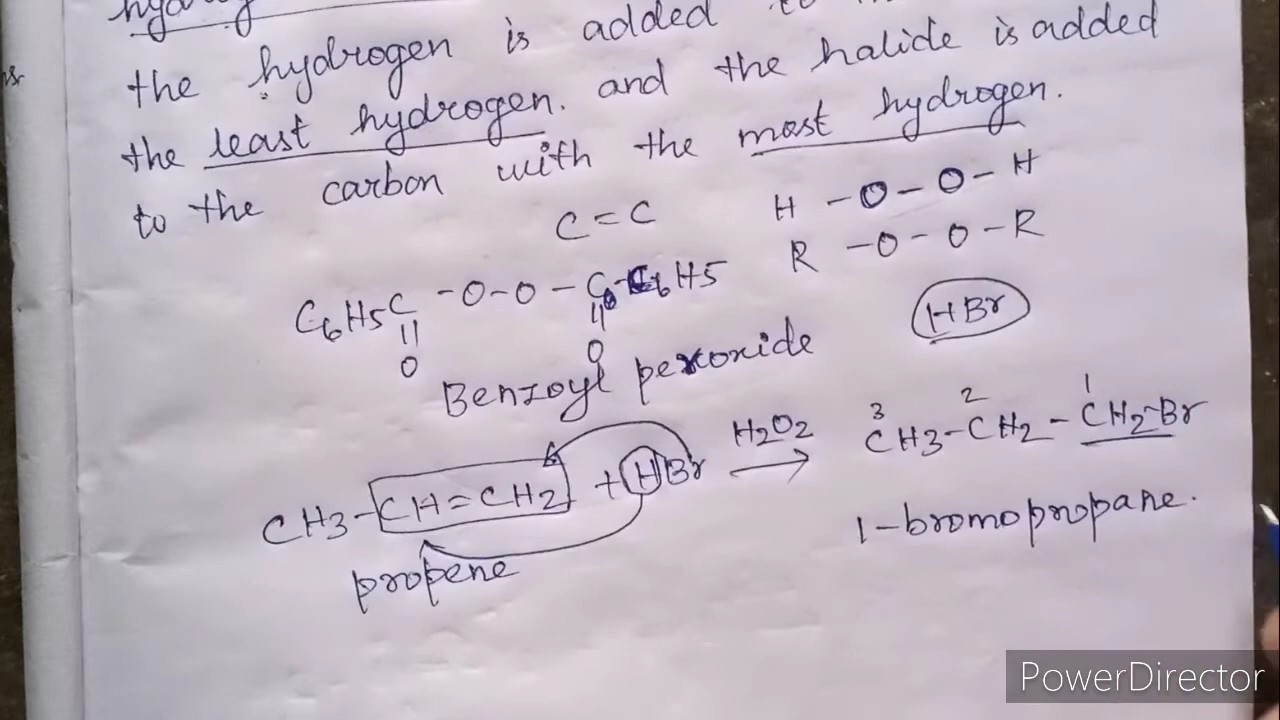 the hydrogen is added to
the least hydrogen. and the halide is added
to the carbon with the most hydrogen.
C=C
H-O-O-H
R-O-O-R
C6H5C-O-O-C-C6H5
|| ||
O O
HBr
Benzoyl peroxide
CH3-CH=CH2 + HBr H2O2 → CH3-CH2-CH2-Br
3 2 1
propene
1-bromopropane.
PowerDirector